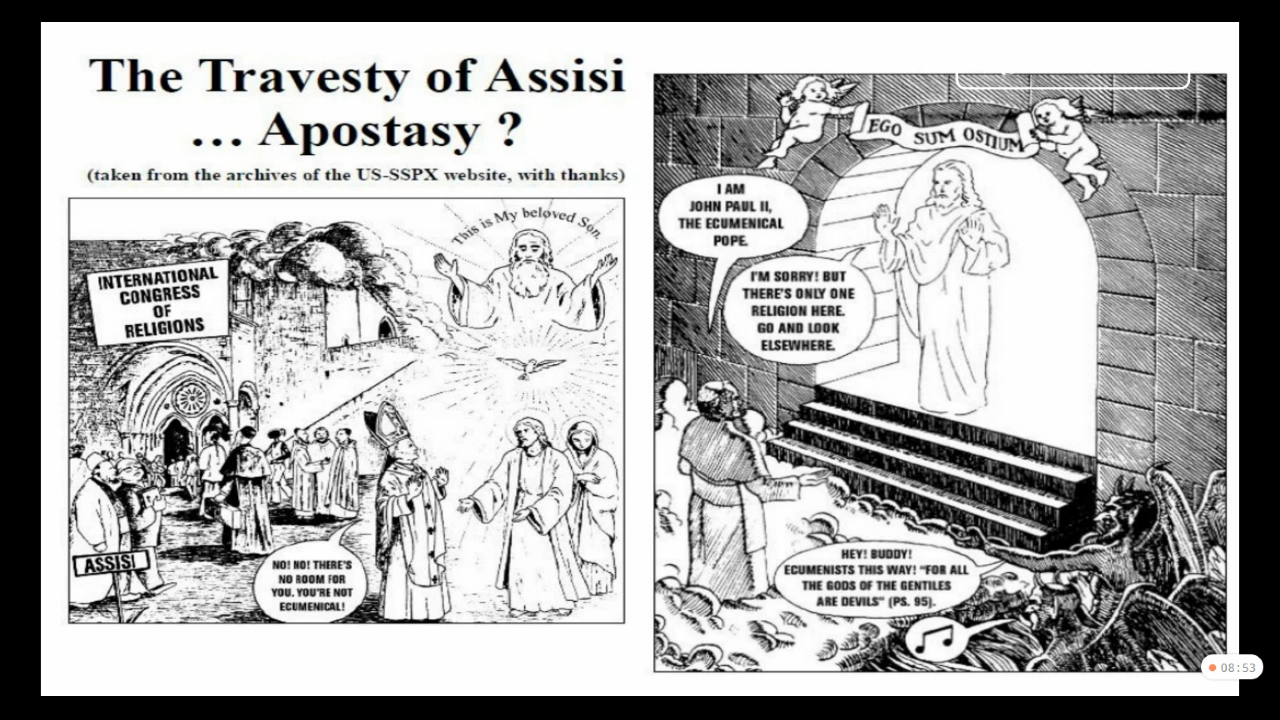 The Travesty of Assisi
... Apostasy ?
(taken from the archives of the US-SSPX website, with thanks)
INTERNATIONAL
CONGRESS
OF
RELIGIONS
This is My beloved Son.
ASSISI
NO! NO! THERE'S
NO ROOM FOR
YOU. YOU'RE NOT
ECUMENICAL!
EGO SUM OSTIUM
I AM
JOHN PAUL II,
THE ECUMENICAL
POPE.
I'M SORRY! BUT
THERE'S ONLY ONE
RELIGION HERE.
GO AND LOOK
ELSEWHERE.
HEY! BUDDY!
ECUMENISTS THIS WAY! "FOR ALL
THE GODS OF THE GENTILES
ARE DEVILS" (PS. 95).
08:53